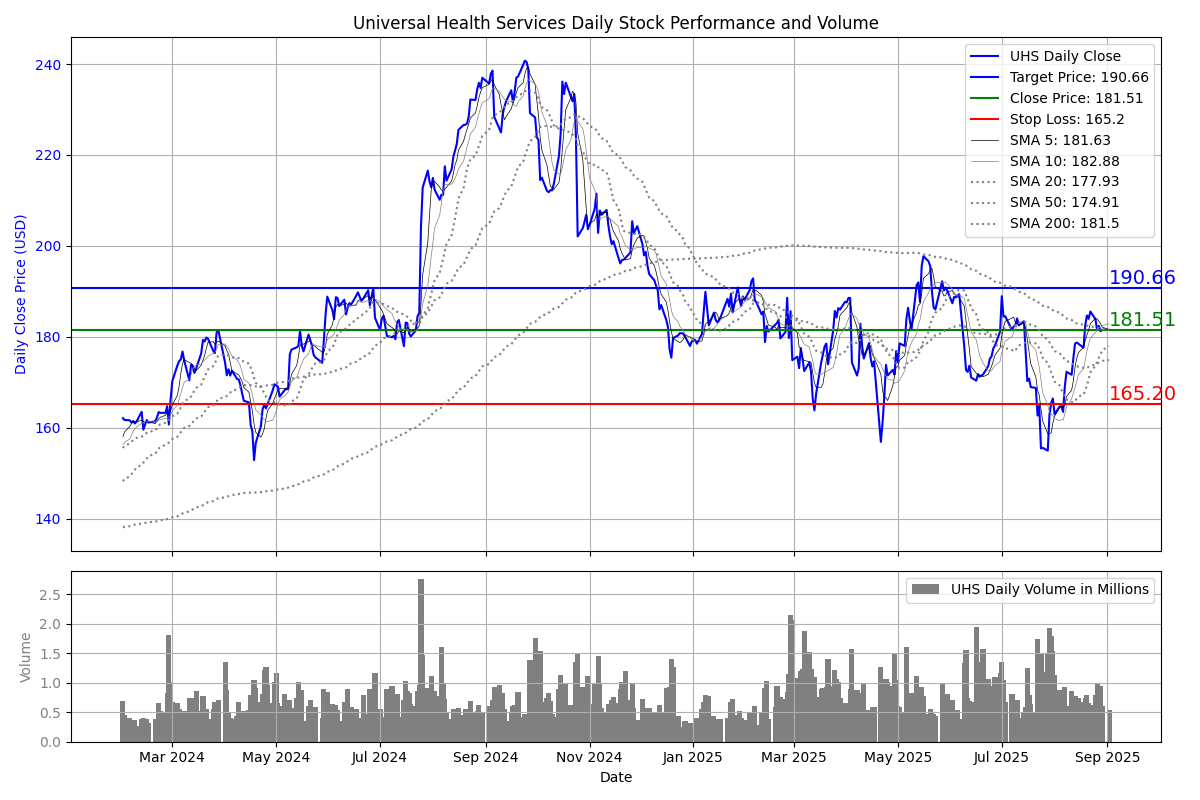 Universal Health Services Daily Stock Performance and Volume
Daily Close Price (USD)
240
220
200
180
160
140
UHS Daily Close
Target Price: 190.66
Close Price: 181.51
Stop Loss: 165.2
SMA 5: 181.63
SMA 10: 182.88
SMA 20: 177.93
SMA 50: 174.91
SMA 200: 181.5
190.66
181.51
165.20
Volume
2.5
2.0
1.5
1.0
0.5
0.0
UHS Daily Volume in Millions
Mar 2024
May 2024
Jul 2024
Sep 2024
Nov 2024
Jan 2025
Mar 2025
May 2025
Jul 2025
Sep 2025
Date